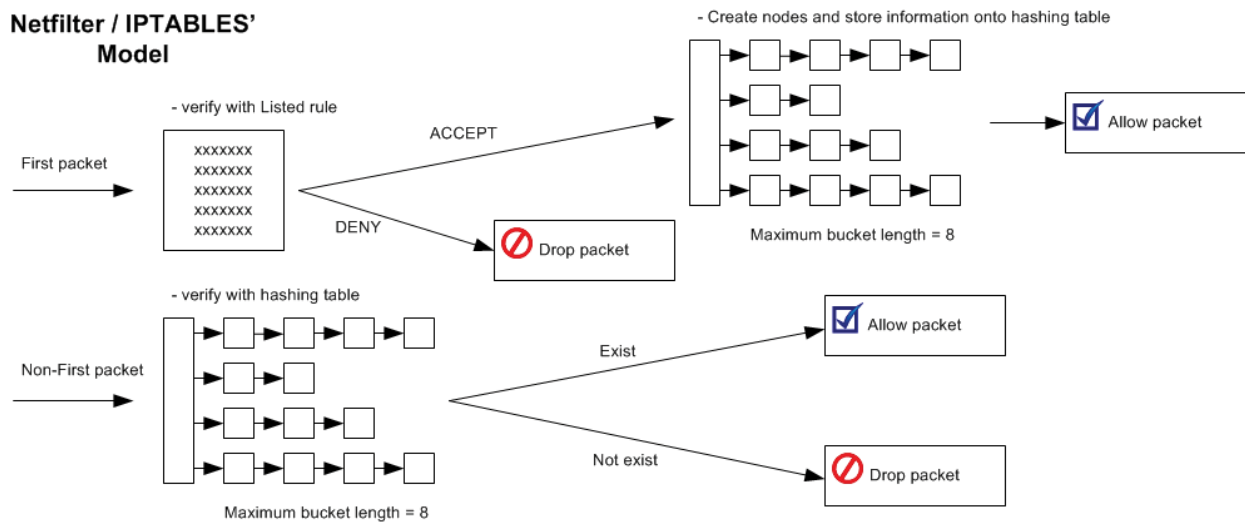 Netfilter / IPTABLES'
Model
- Create nodes and store information onto hashing table
- verify with Listed rule
First packet
xxxxxxx
xxxxxxx
xxxxxxx
xxxxxxx
xxxxxxx
ACCEPT
DENY
Drop packet
Allow packet
Maximum bucket length = 8
- verify with hashing table
Non-First packet
Exist
Not exist
Allow packet
Drop packet
Maximum bucket length = 8